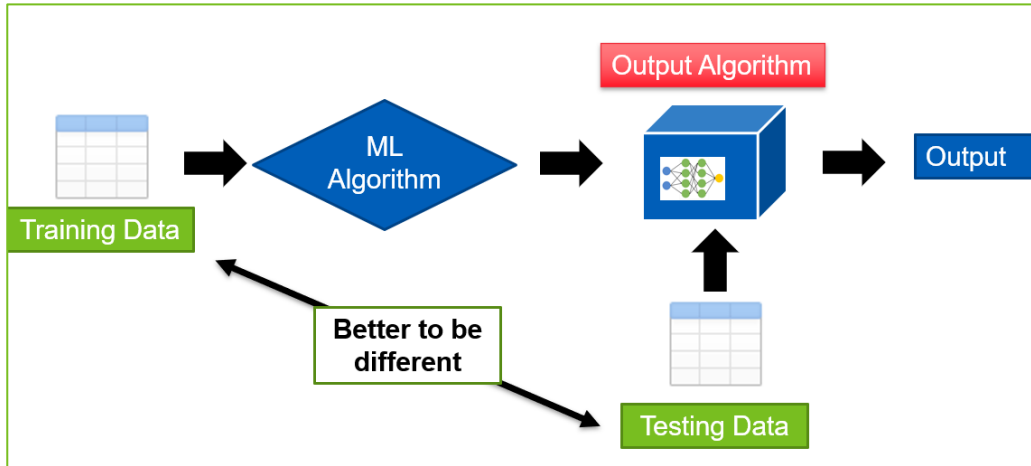 Output Algorithm
ML
Algorithm
Output
Training Data
Better to be
different
Testing Data